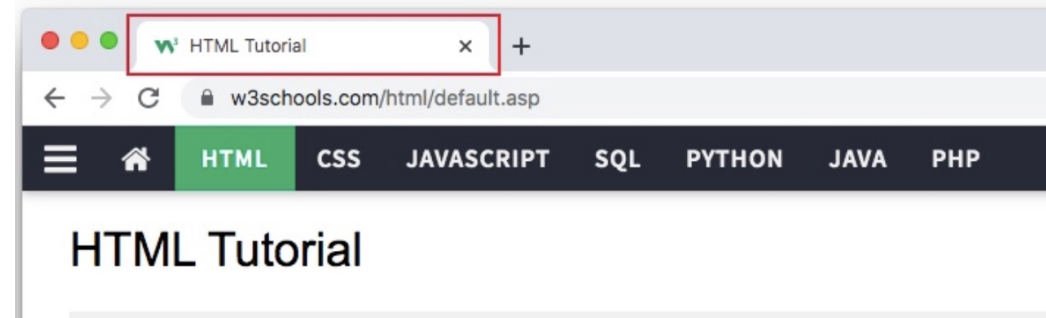 HTML Tutorial
w3schools.com/html/default.asp
HTML CSS JAVASCRIPT SQL PYTHON JAVA PHP
HTML Tutorial